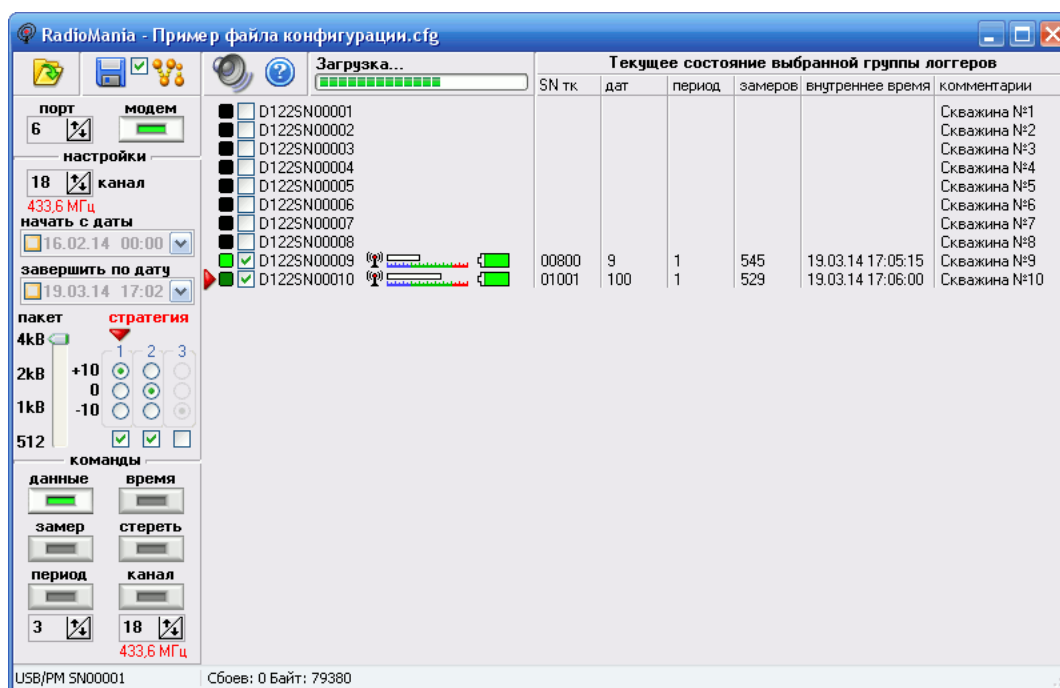 RadioMania - Пример файла конфигурации.cfg
Загрузка...
Текущее состояние выбранной группы логгеров
SN тк дат период замеров внутреннее время комментарии
порт модем
6
настройки
18 канал
433,6 МГц
начать с даты
16.02.14 00:00
завершить по дату
19.03.14 17:02
пакет стратегия
4kB
1 2 3
2kB +10
0
1kB -10
512
команды
данные время
замер стереть
период канал
3 18
433,6 МГц
D122SN00001 Скважина №1
D122SN00002 Скважина №2
D122SN00003 Скважина №3
D122SN00004 Скважина №4
D122SN00005 Скважина №5
D122SN00006 Скважина №6
D122SN00007 Скважина №7
D122SN00008 Скважина №8
D122SN00009 00800 9 1 545 19.03.14 17:05:15 Скважина №9
D122SN00010 01001 100 1 529 19.03.14 17:06:00 Скважина №10
USB/PM SN00001 Сбоев: 0 Байт: 79380